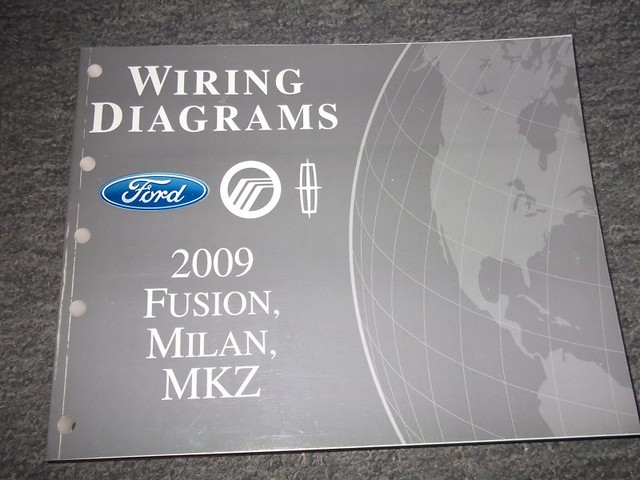 WIRING
DIAGRAMS
Ford
2009
FUSION,
MILAN,
MKZ